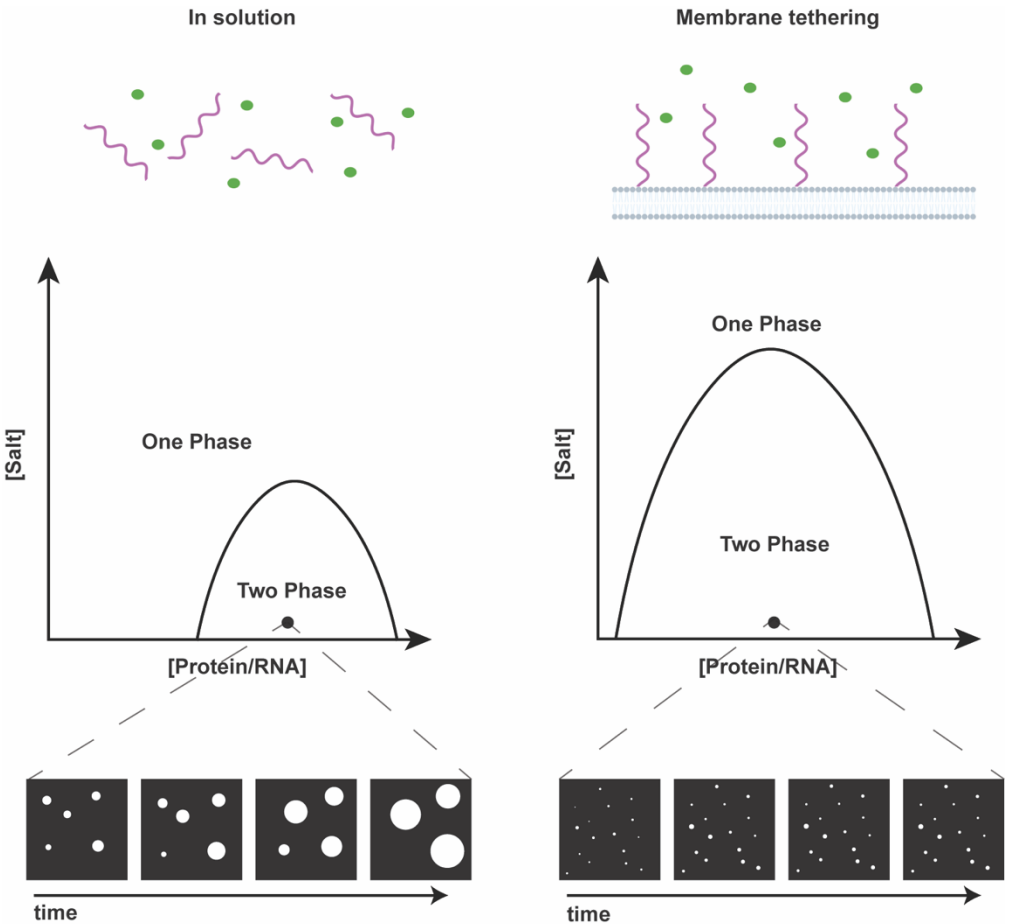 In solution
Membrane tethering
[Salt]
One Phase
Two Phase
[Protein/RNA]
time
[Salt]
One Phase
Two Phase
[Protein/RNA]
time